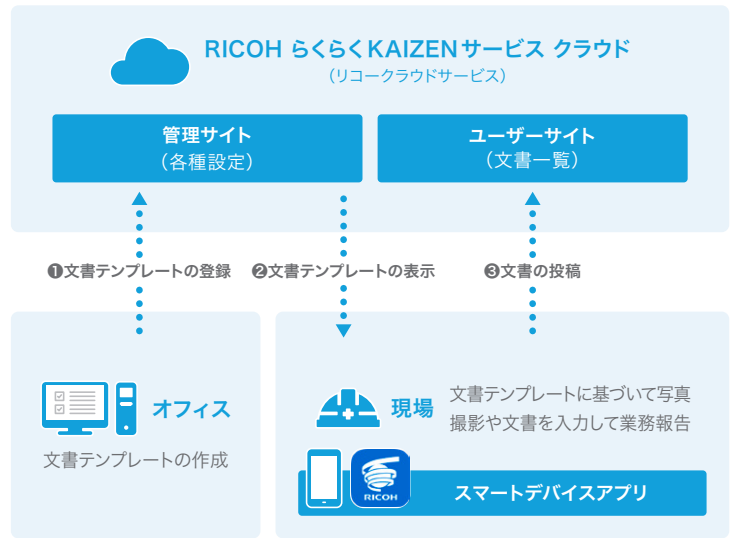 RICOH らくらくKAIZENサービス クラウド
（リコークラウドサービス）
管理サイト
（各種設定）
ユーザーサイト
（文書一覧）
❶文書テンプレートの登録
❷文書テンプレートの表示
❸文書の投稿
オフィス
文書テンプレートの作成
現場
文書テンプレートに基づいて写真
撮影や文書を入力して業務報告
RICOH
スマートデバイスアプリ